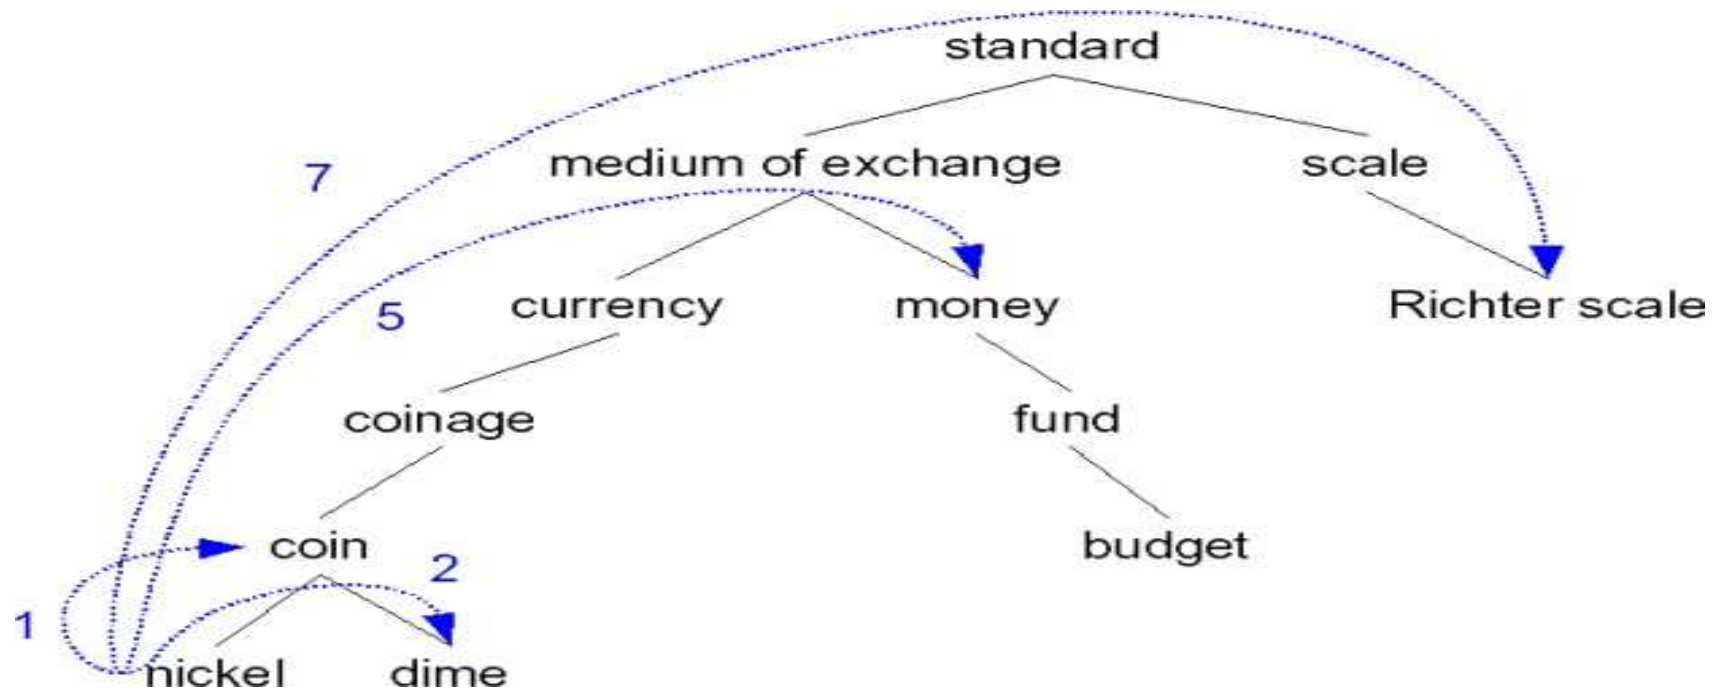 standard
7 medium of exchange scale
5 currency money Richter scale
coinage fund
coin 2 budget
1
nickel dime